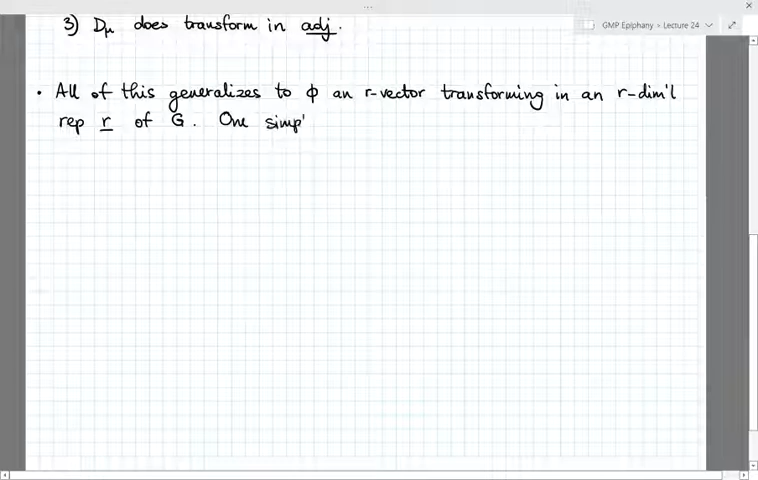 GMP Epiphany > Lecture 24
3) Dμ does transform in adj.
• All of this generalizes to φ an r-vector transforming in an r-dim'l
rep r of G. One simp'